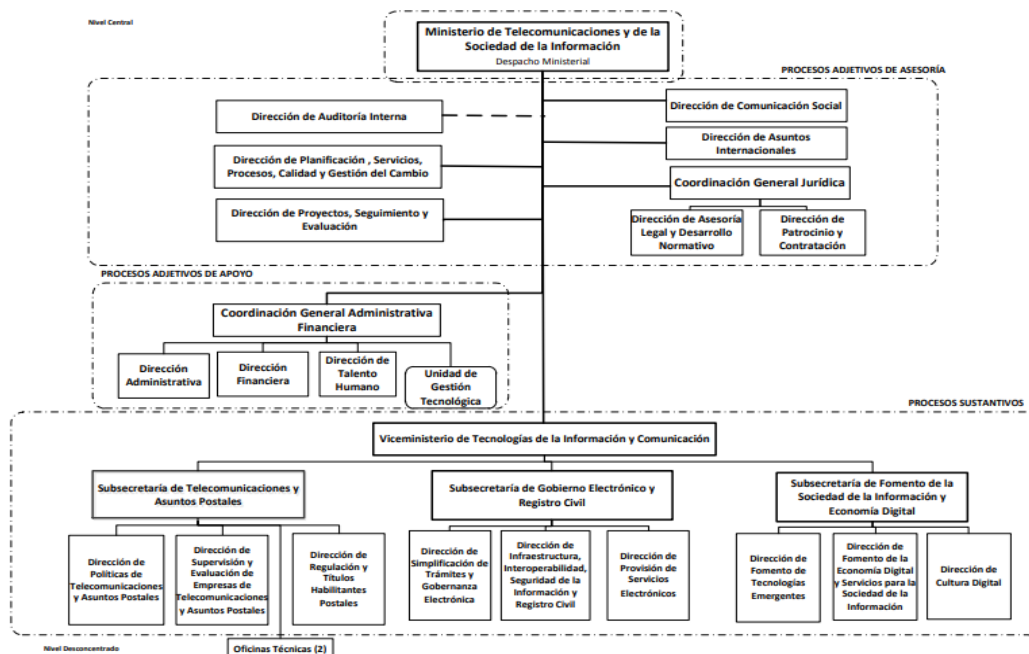 Nivel Central
Ministerio de Telecomunicaciones y de la
Sociedad de la Información
Despacho Ministerial
PROCESOS ADJETIVOS DE ASESORÍA
Dirección de Auditoría Interna
Dirección de Comunicación Social
Dirección de Asuntos
Internacionales
Dirección de Planificación , Servicios,
Procesos, Calidad y Gestión del Cambio
Coordinación General Jurídica
Dirección de Proyectos, Seguimiento y
Evaluación
Dirección de Asesoría
Legal y Desarrollo
Normativo
Dirección de
Patrocinio y
Contratación
PROCESOS ADJETIVOS DE APOYO
Coordinación General Administrativa
Financiera
Dirección
Administrativa
Dirección
Financiera
Dirección de
Talento
Humano
Unidad de
Gestión
Tecnológica
PROCESOS SUSTANTIVOS
Viceministerio de Tecnologías de la Información y Comunicación
Subsecretaría de Telecomunicaciones y
Asuntos Postales
Subsecretaría de Gobierno Electrónico y
Registro Civil
Subsecretaría de Fomento de la
Sociedad de la Información y
Economía Digital
Dirección de
Políticas de
Telecomunicaciones
y Asuntos Postales
Dirección de
Supervisión y
Evaluación de
Empresas de
Telecomunicaciones
y Asuntos Postales
Dirección de
Regulación y
Títulos
Habilitantes
Postales
Dirección de
Simplificación de
Trámites y
Gobernanza
Electrónica
Dirección de
Infraestructura,
Interoperabilidad,
Seguridad de la
Información y
Registro Civil
Dirección de
Provisión de
Servicios
Electrónicos
Dirección de
Fomento de
Tecnologías
Emergentes
Dirección de
Fomento de la
Economía Digital
y Servicios para la
Sociedad de la
Información
Dirección de
Cultura Digital
Nivel Desconcentrado
Oficinas Técnicas (2)